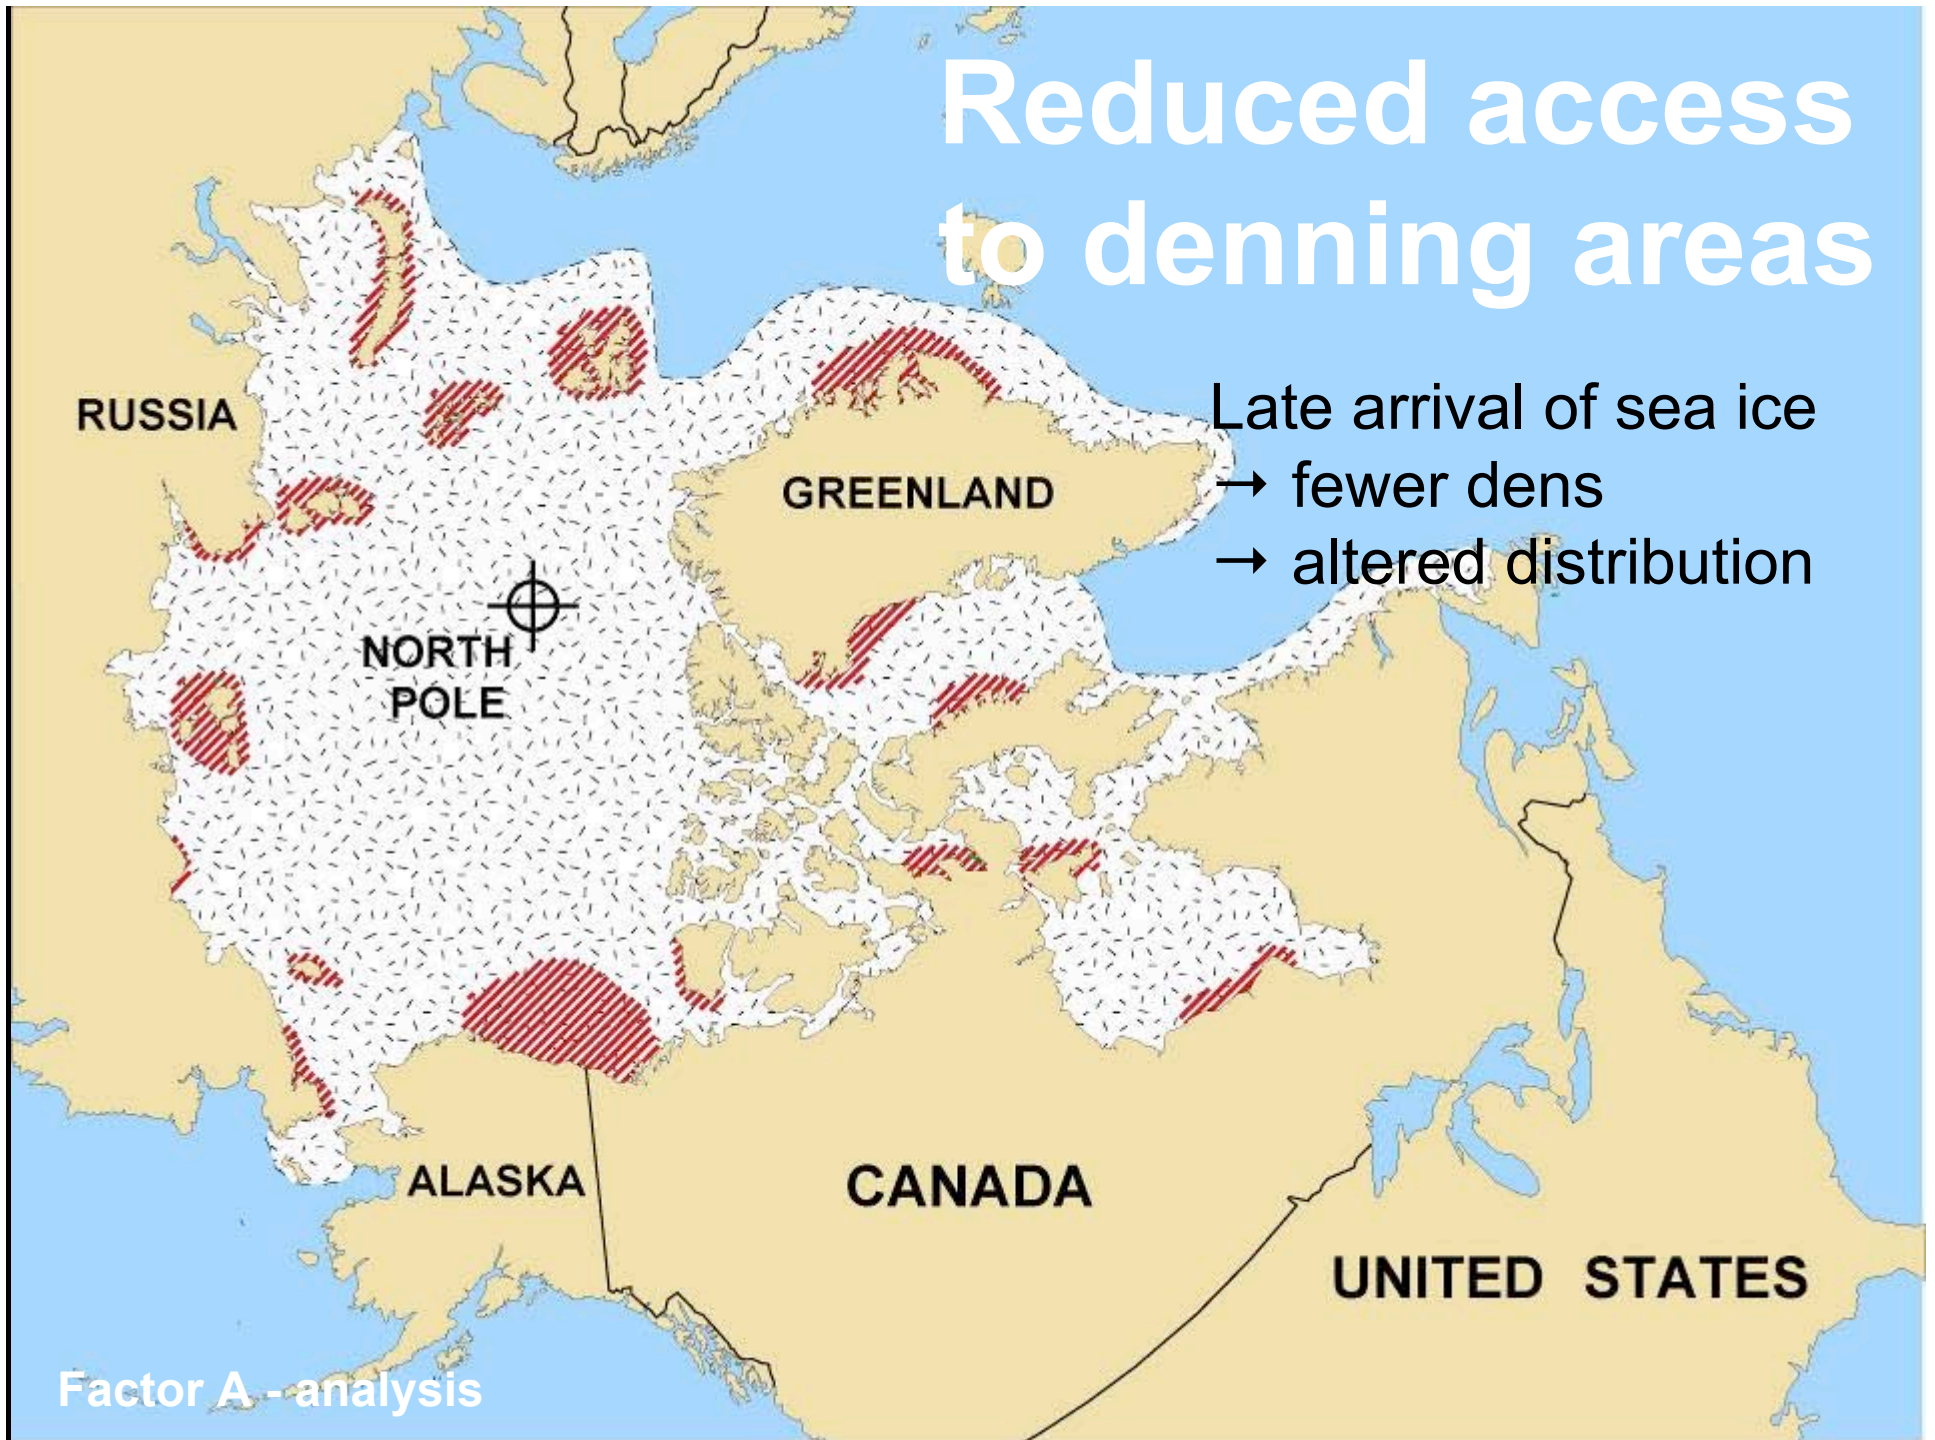 Reduced access
to denning areas
Late arrival of sea ice
→ fewer dens
→ altered distribution
RUSSIA
GREENLAND
NORTH
POLE
ALASKA
CANADA
UNITED STATES
Factor A - analysis